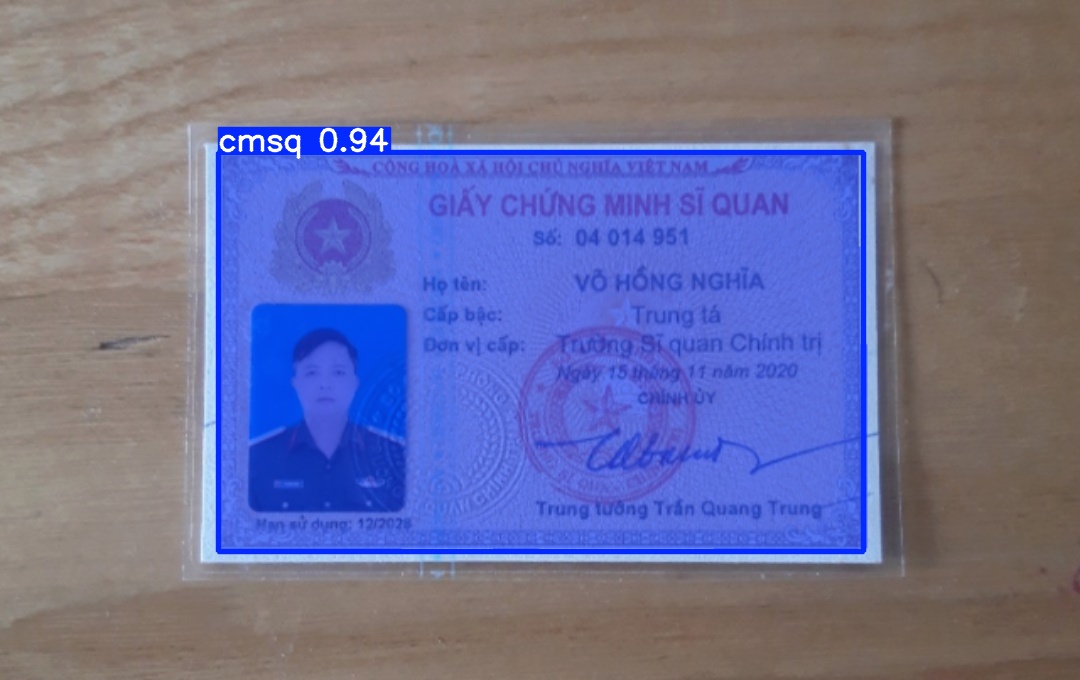 cmsq 0.94
CỘNG HOÀ XÃ HỘI CHỦ NGHĨA VIỆT NAM
GIẤY CHỨNG MINH SĨ QUAN
Số: 04 014 951
Họ tên: VÕ HỒNG NGHĨA
Cấp bậc: Trung tá
Đơn vị cấp: Trường Sĩ quan Chính trị
Ngày 15 tháng 11 năm 2020
CHÍNH ỦY
Trung tướng Trần Quang Trung
Hạn sử dụng: 12/2028